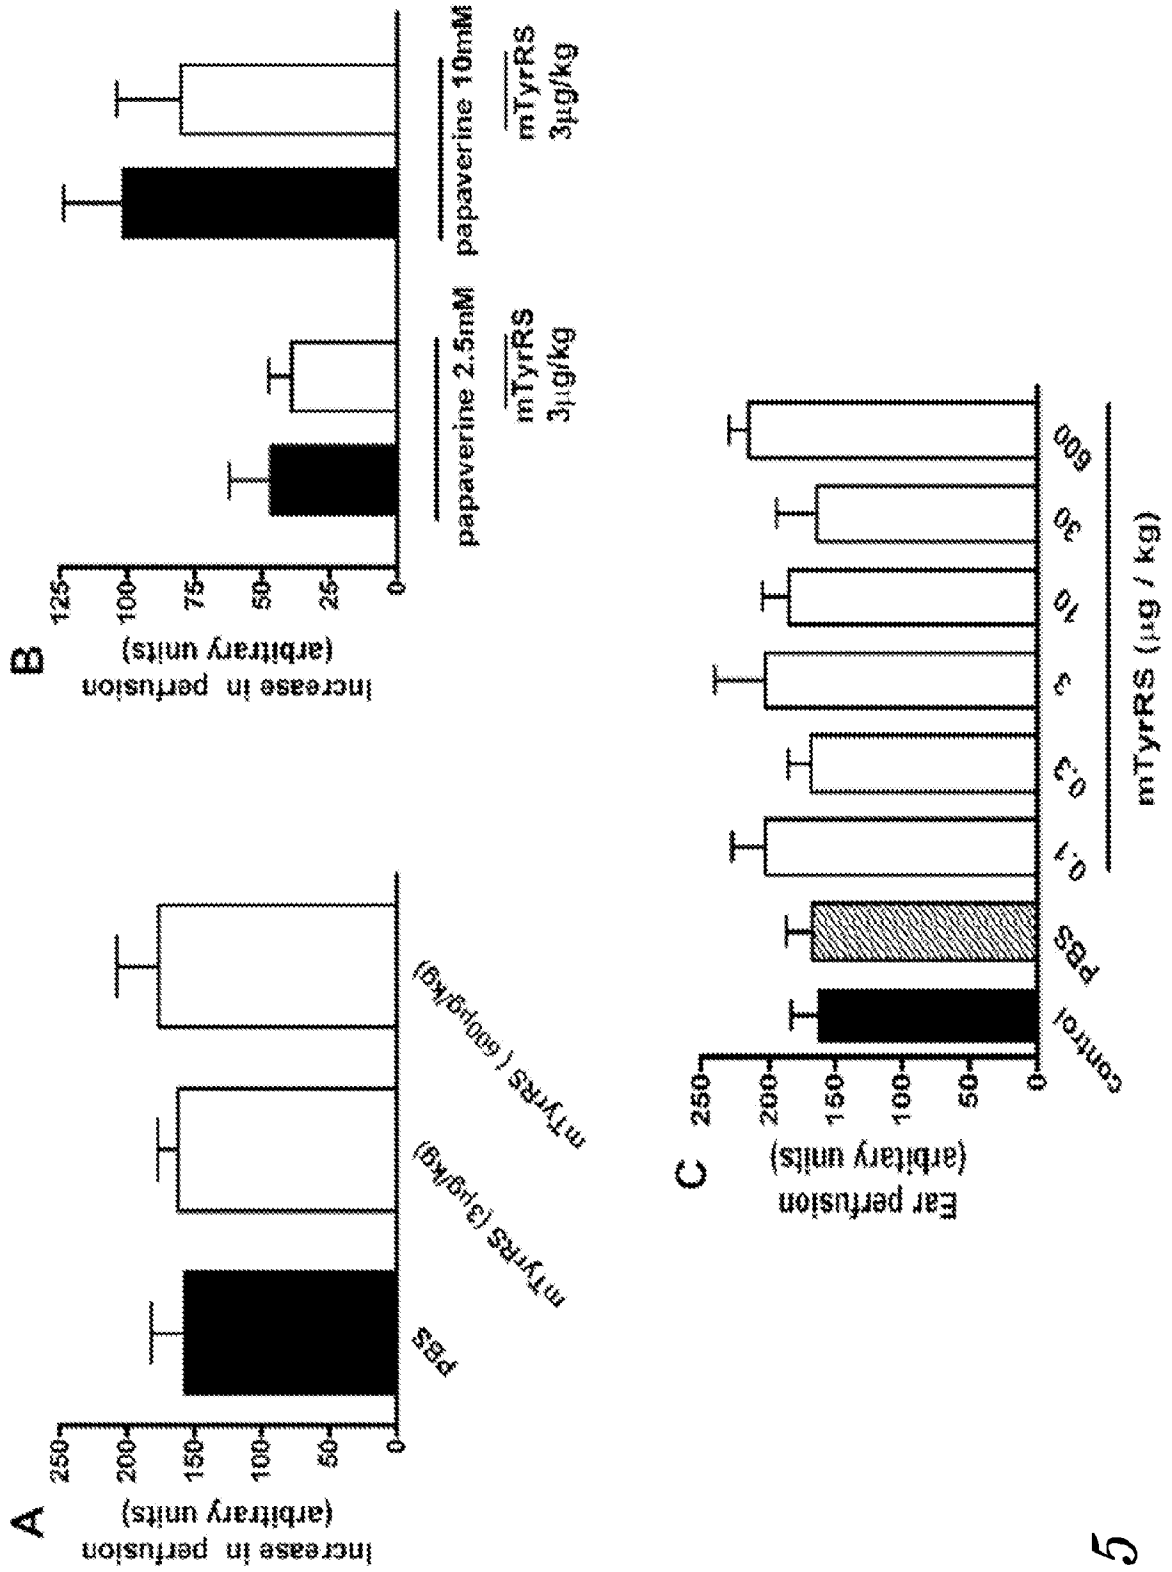 A
Increase in perfusion
(arbitrary units)
250
200
150
100
50
0
PBS
mTyrRS (3µg/kg)
mTyrRS ( 600µg/kg)
B
Increase in perfusion
(arbitrary units)
125
100
75
50
25
0
papaverine 2.5mM
papaverine 10mM
mTyrRS
3µg/kg
mTyrRS
3µg/kg
C
Ear perfusion
(arbitary units)
250
200
150
100
50
0
control
PBS
0.1
0.3
3
10
30
600
mTyrRS (µg / kg)
5